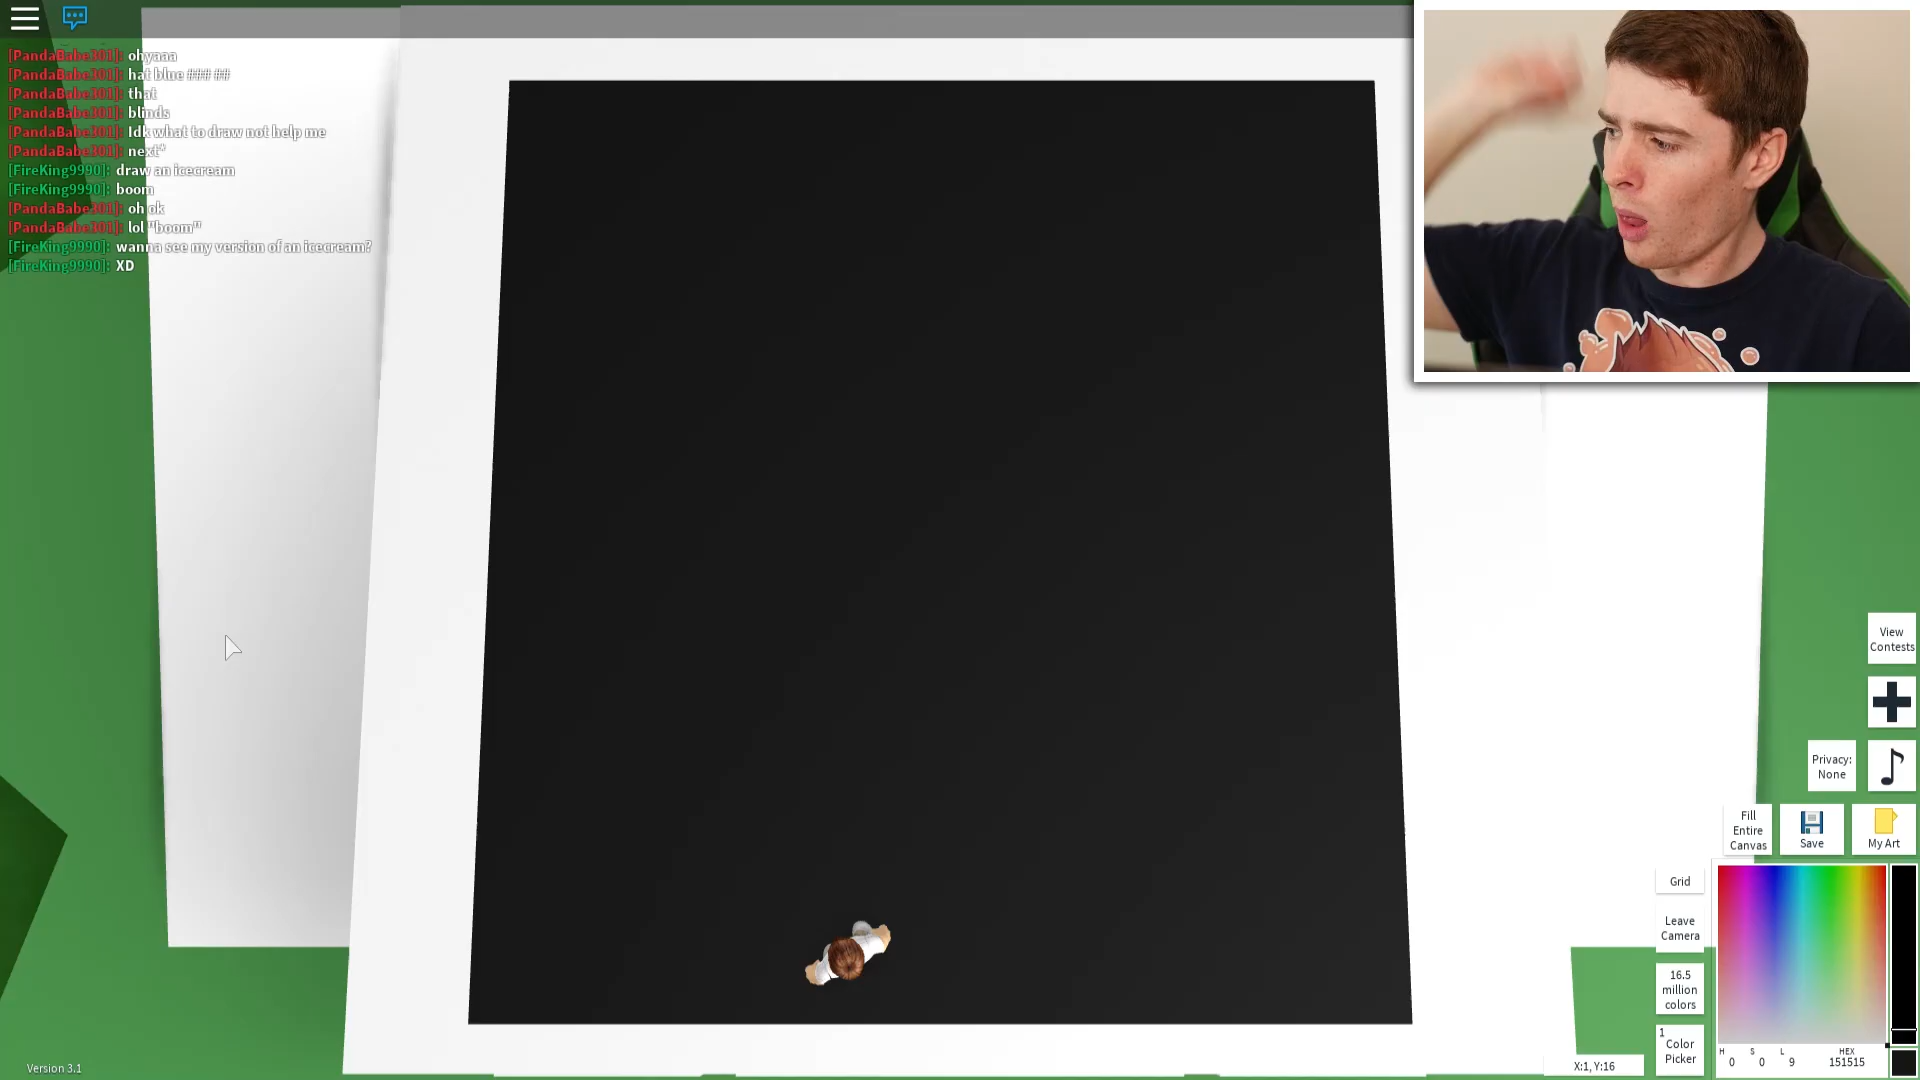 [PandaBabe301]: ohyaaa
[PandaBabe301]: hat blue ### ##
[PandaBabe301]: that
[PandaBabe301]: blinds
[PandaBabe301]: Idk what to draw not help me
[PandaBabe301]: next*
[FireKing9990]: draw an icecream
[FireKing9990]: boom
[PandaBabe301]: oh ok
[PandaBabe301]: lol "boom"
[FireKing9990]: wanna see my version of an icecream?
[FireKing9990]: XD
View
Contests
Privacy:
None
Fill
Entire
Canvas
Save
My Art
Grid
Leave
Camera
16.5
million
colors
1
Color
Picker
H S L HEX
0 0 9 151515
X:1, Y:16
Version 3.1